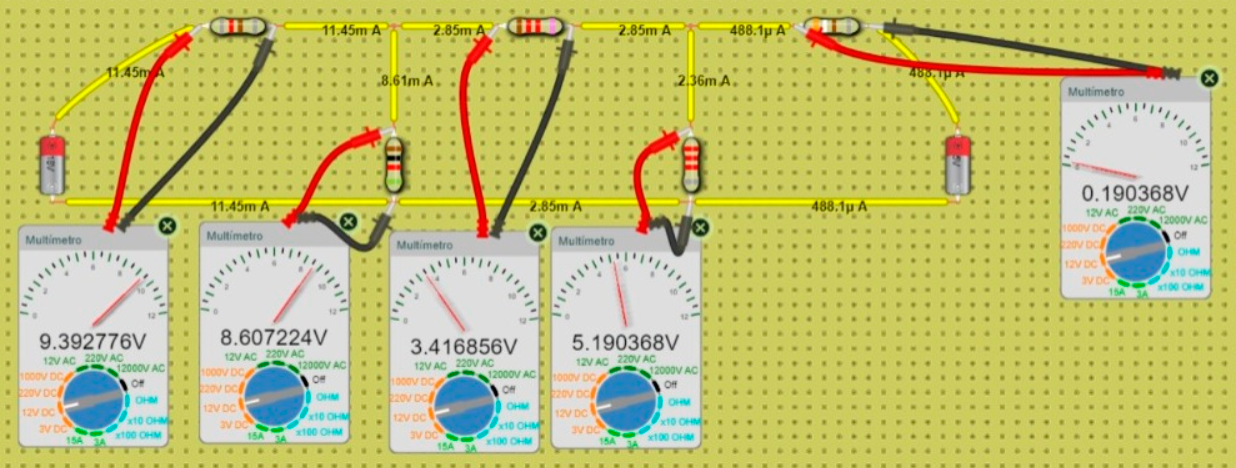 11.45m A
2.85m A
2.85m A
488.1µ A
11.45m A
8.61m A
2.36m A
488.1µ A
11.45m A
2.85m A
488.1µ A
Multímetro
0 2 4 6 8 10 12
9.392776V
12V AC 220V AC 12000V AC
1000V DC Off
220V DC OHM
12V DC x10 OHM
3V DC x100 OHM
15A 3A
Multímetro
0 2 4 6 8 10 12
8.607224V
12V AC 220V AC 12000V AC
1000V DC Off
220V DC OHM
12V DC x10 OHM
3V DC x100 OHM
15A 3A
Multímetro
0 2 4 6 8 10 12
3.416856V
12V AC 220V AC 12000V AC
1000V DC Off
220V DC OHM
12V DC x10 OHM
3V DC x100 OHM
15A 3A
Multímetro
0 2 4 6 8 10 12
5.190368V
12V AC 220V AC 12000V AC
1000V DC Off
220V DC OHM
12V DC x10 OHM
3V DC x100 OHM
15A 3A
Multímetro
2 4 6 8 10 12
0.190368V
12V AC 220V AC 12000V AC
1000V DC Off
220V DC OHM
12V DC x10 OHM
3V DC x100 OHM
15A 3A